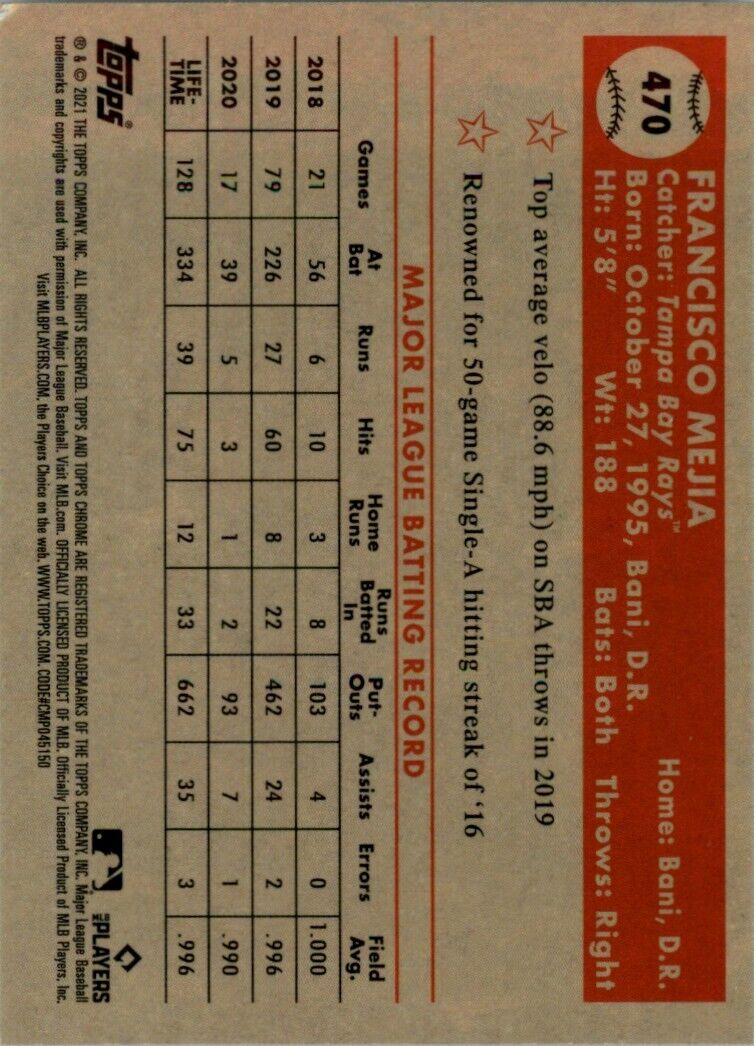 470
FRANCISCO MEJIA
Catcher: Tampa Bay Rays™ Home: Bani, D.R.
Born: October 27, 1995, Bani, D.R.
Ht: 5'8" Wt: 188 Bats: Both Throws: Right
Top average velo (88.6 mph) on SBA throws in 2019
Renowned for 50-game Single-A hitting streak of '16
MAJOR LEAGUE BATTING RECORD
Games At Bat Runs Hits Home Runs Runs Batted In Put-Outs Assists Errors Field Avg.
2018 21 56 6 10 3 8 103 4 0 1.000
2019 79 226 27 60 8 22 462 24 2 .996
2020 17 39 5 3 1 2 93 7 1 .990
LIFE-TIME 128 334 39 75 12 33 662 35 3 .996
topps®
MLB PLAYERS
® & © 2021 THE TOPPS COMPANY, INC. ALL RIGHTS RESERVED. TOPPS AND TOPPS CHROME ARE REGISTERED TRADEMARKS OF THE TOPPS COMPANY, INC. Major League Baseball
trademarks and copyrights are used with permission of Major League Baseball. Visit MLB.com. OFFICIALLY LICENSED PRODUCT OF MLB. Officially Licensed Product of MLB Players, Inc.
Visit MLBPLAYERS.COM, the Players Choice on the web. WWW.TOPPS.COM. CODE#CMP045150